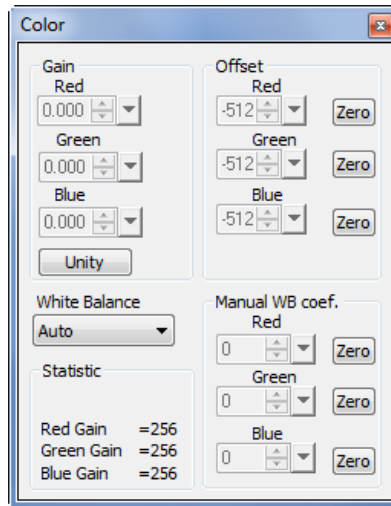 Color
Gain
Red
0.000
Green
0.000
Blue
0.000
Unity
White Balance
Auto
Statistic
Red Gain =256
Green Gain =256
Blue Gain =256
Offset
Red
-512 Zero
Green
-512 Zero
Blue
-512 Zero
Manual WB coef.
Red
0 Zero
Green
0 Zero
Blue
0 Zero